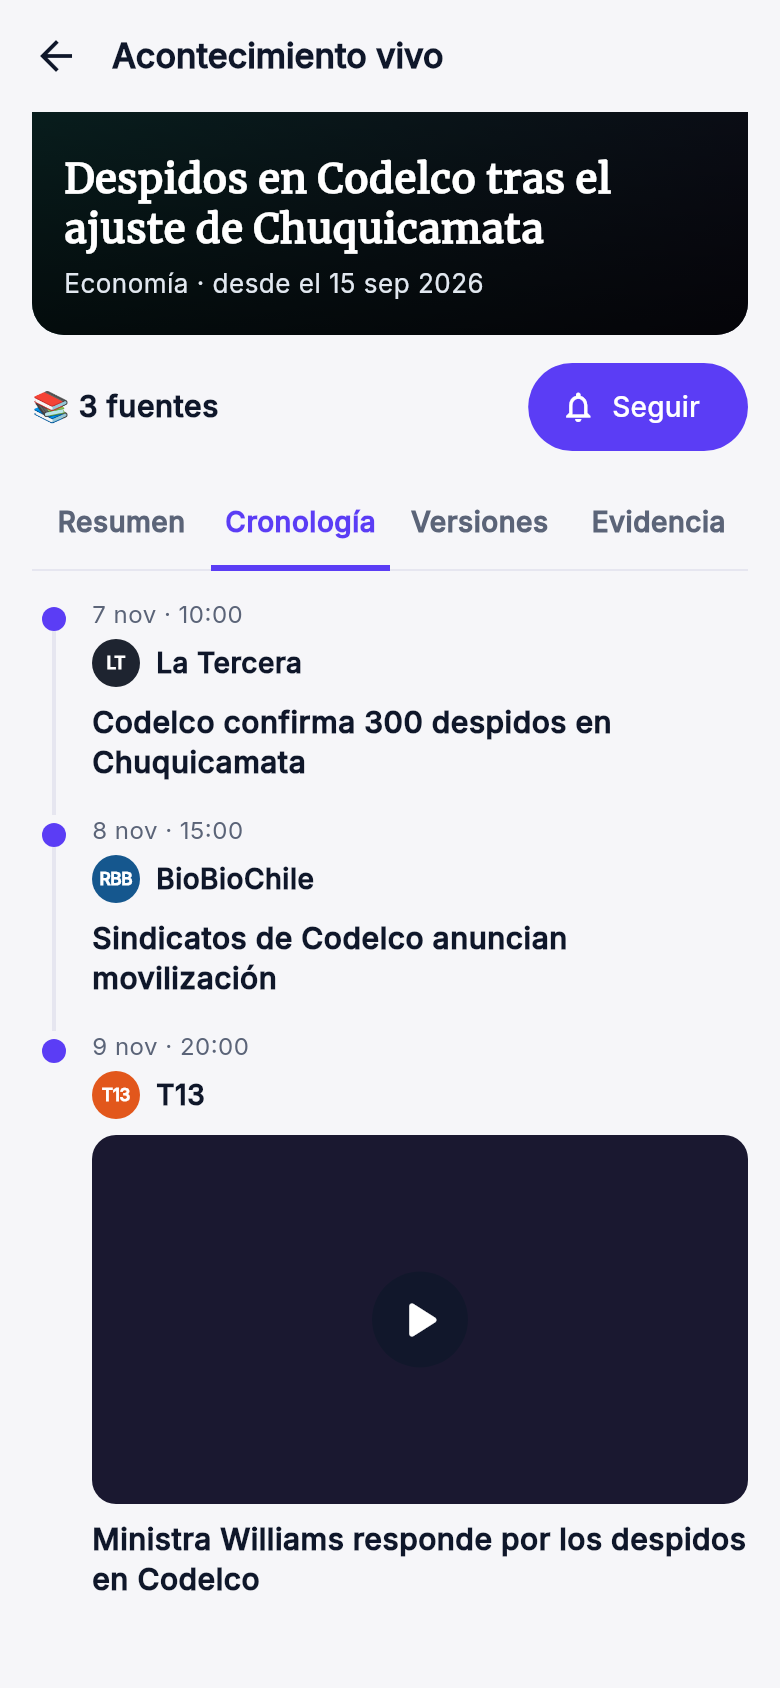 Acontecimiento vivo
Despidos en Codelco tras el
ajuste de Chuquicamata
Economía · desde el 15 sep 2026
📚 3 fuentes
Seguir
Resumen
Cronología
Versiones
Evidencia
7 nov · 10:00
LT
La Tercera
Codelco confirma 300 despidos en
Chuquicamata
8 nov · 15:00
RBB
BioBioChile
Sindicatos de Codelco anuncian
movilización
9 nov · 20:00
T13
T13
Ministra Williams responde por los despidos
en Codelco